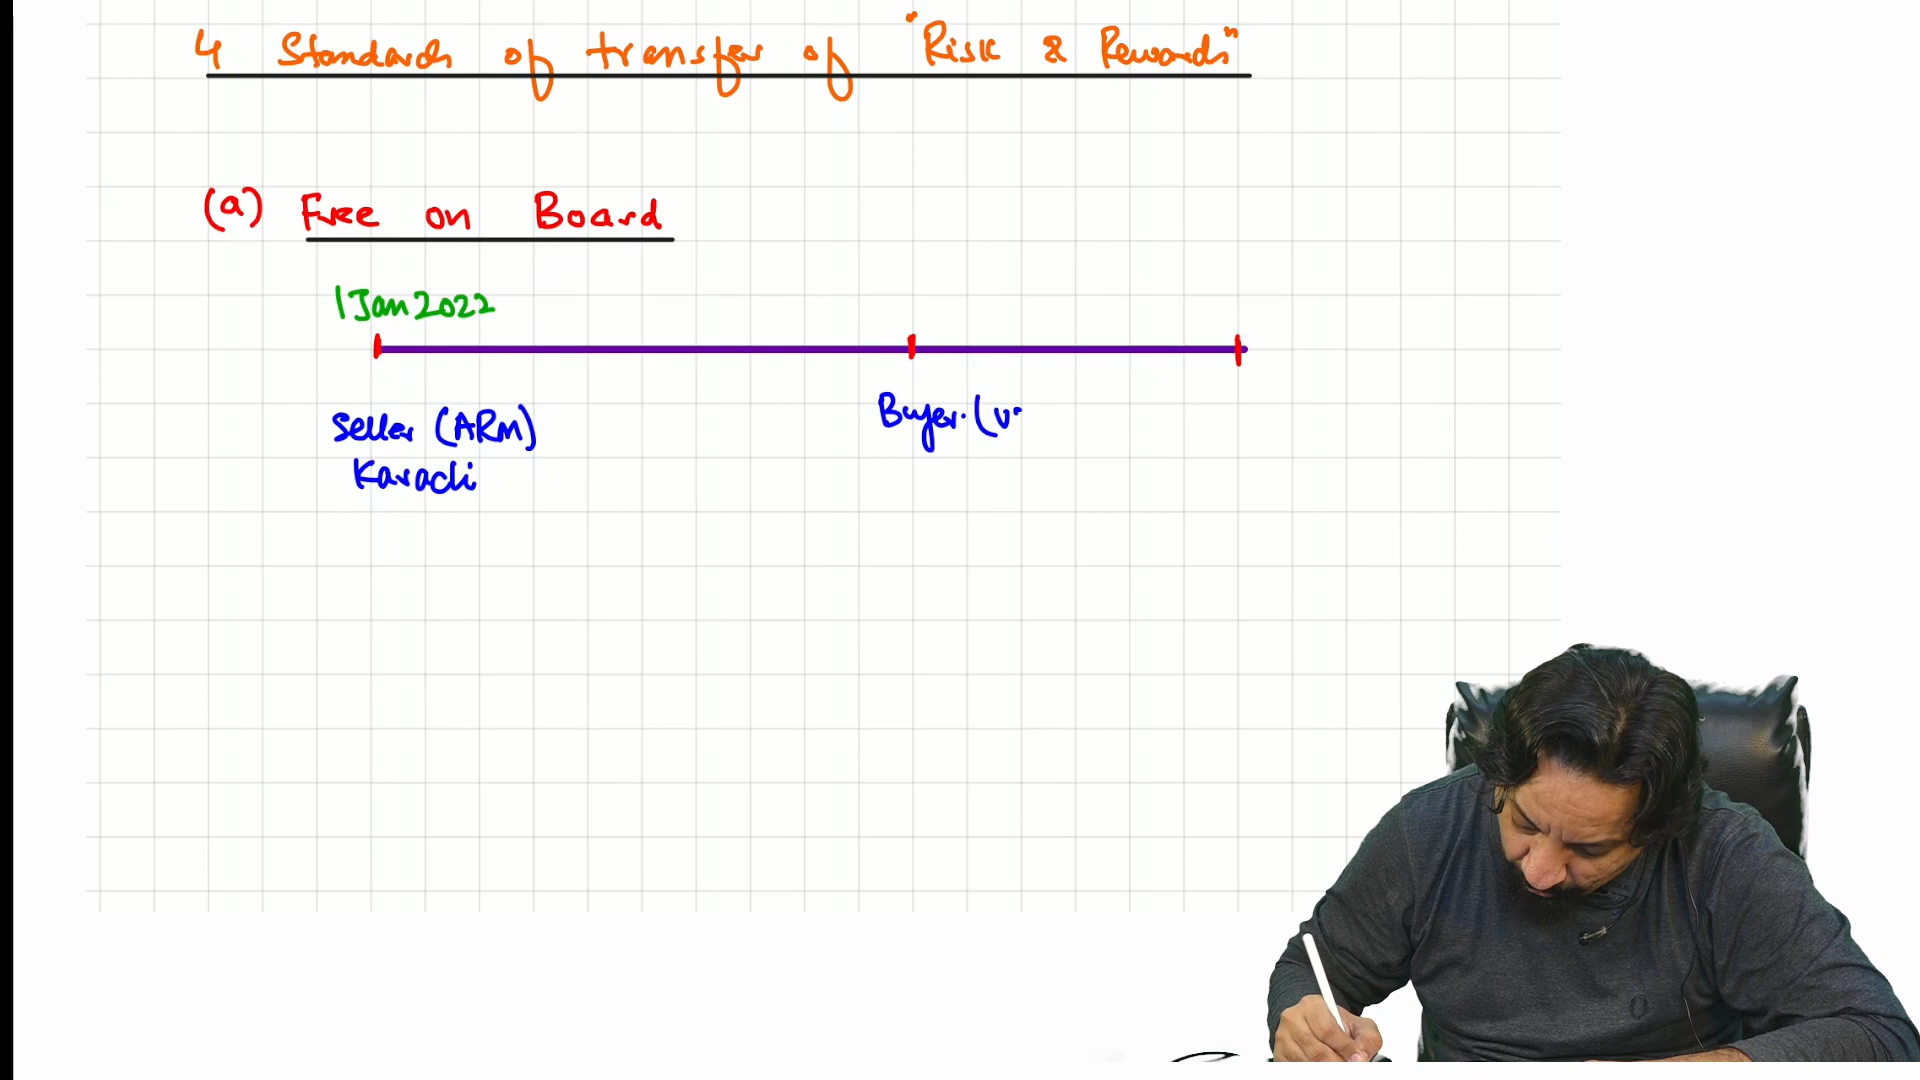 4 Standards of transfer of "Risk & Rewards"
(a) Free on Board
1 Jan 2022
Seller (ARM)
Karachi
Buyer (